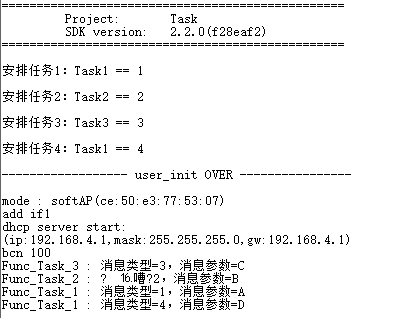 ==============================================
Project: Task
SDK version: 2.2.0(f28eaf2)
==============================================
安排任务1：Task1 == 1
安排任务2：Task2 == 2
安排任务3：Task3 == 3
安排任务4：Task1 == 4
----------------- user_init OVER ---------------
mode : softAP(ce:50:e3:77:53:07)
add if1
dhcp server start:
(ip:192.168.4.1,mask:255.255.255.0,gw:192.168.4.1)
bcn 100
Func_Task_3 : 消息类型=3，消息参数=C
Func_Task_2 : ? 16.嘈?2，消息参数=B
Func_Task_1 : 消息类型=1，消息参数=A
Func_Task_1 : 消息类型=4，消息参数=D